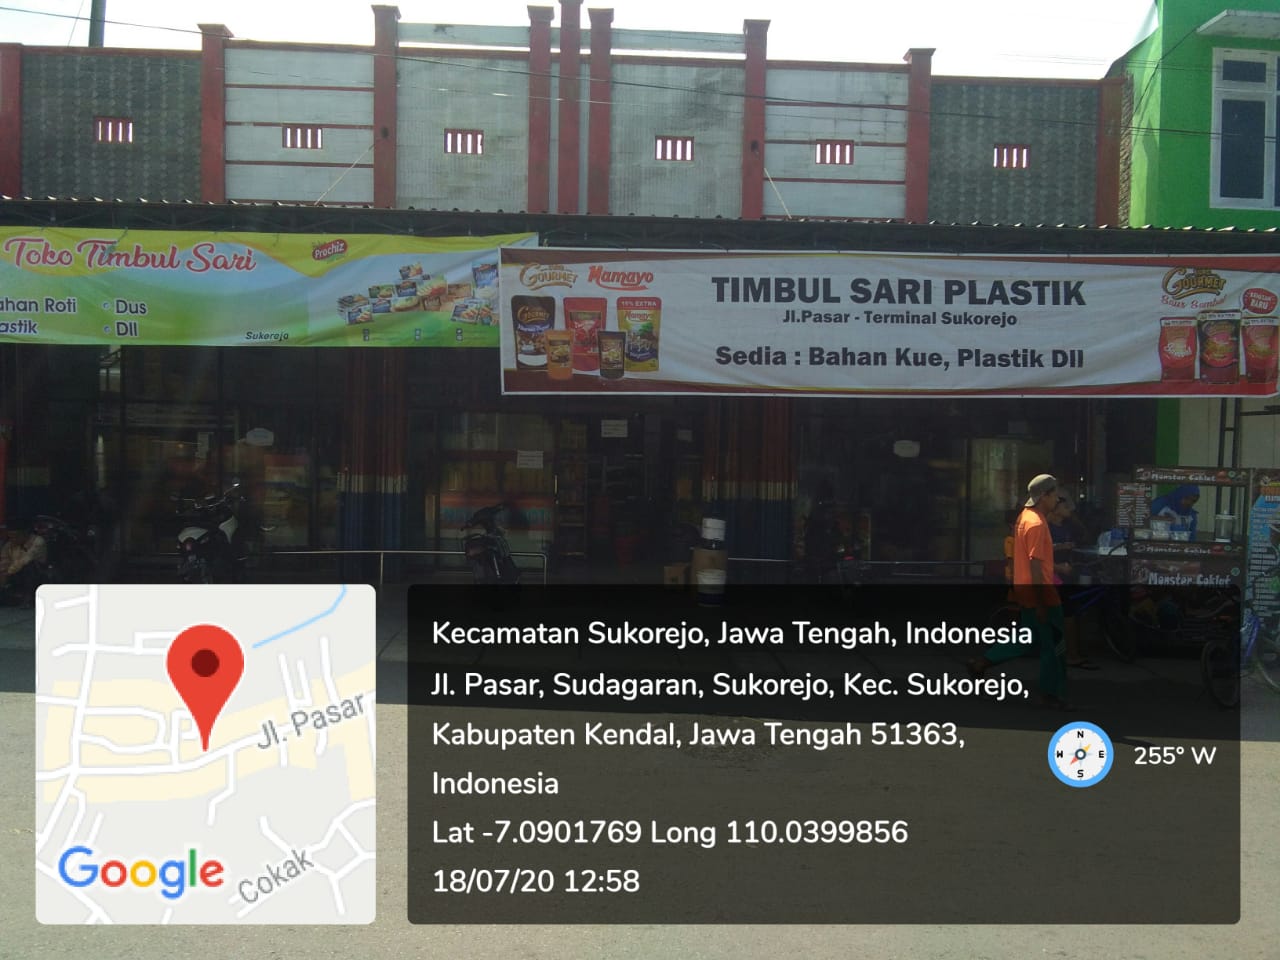 Toko Timbul Sari
Prochiz
ahan Roti
Dus
astik
Dll
Sukorejo
GOURMET
Mamayo
TIMBUL SARI PLASTIK
Jl.Pasar - Terminal Sukorejo
Sedia : Bahan Kue, Plastik Dll
GOURMET
Monster Coklat
Monster Coklat
Monster Coklat
Kecamatan Sukorejo, Jawa Tengah, Indonesia
Jl. Pasar, Sudagaran, Sukorejo, Kec. Sukorejo,
Kabupaten Kendal, Jawa Tengah 51363,
Indonesia
Lat -7.0901769 Long 110.0399856
18/07/20 12:58
N
W E
S
255° W
Jl. Pasar
Cokak
Google